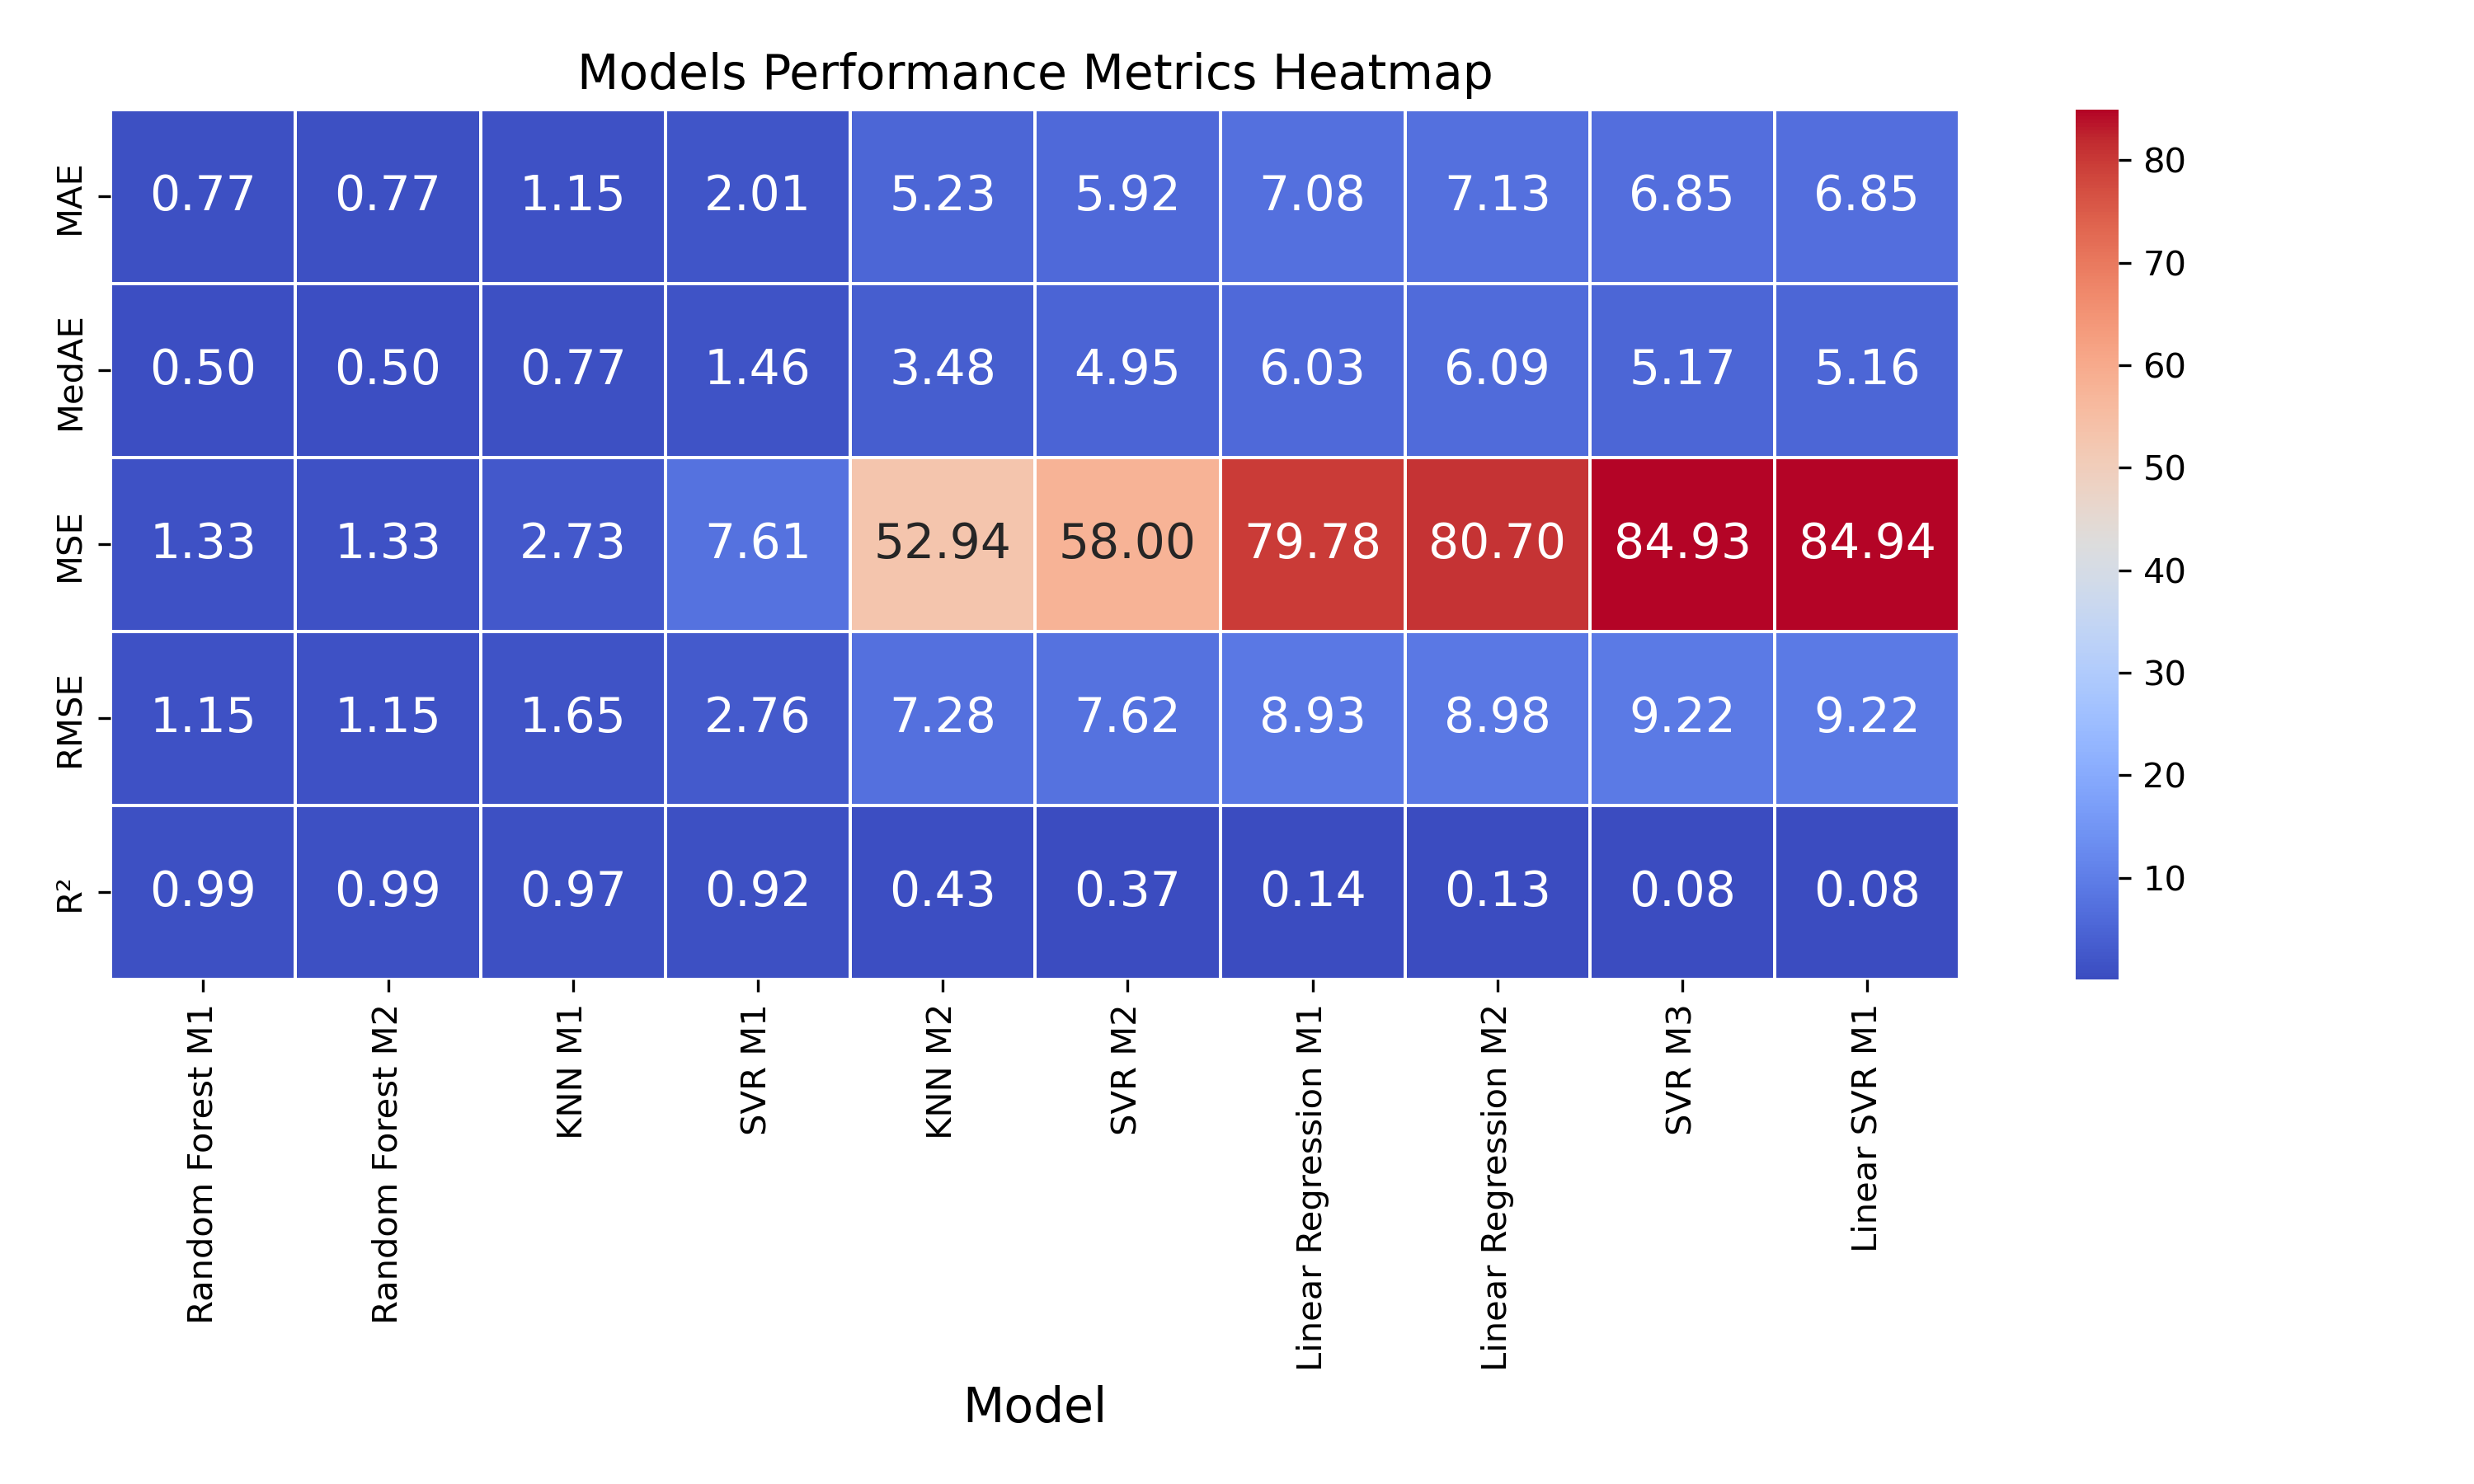 Models Performance Metrics Heatmap
MAE 0.77 0.77 1.15 2.01 5.23 5.92 7.08 7.13 6.85 6.85
MedAE 0.50 0.50 0.77 1.46 3.48 4.95 6.03 6.09 5.17 5.16
MSE 1.33 1.33 2.73 7.61 52.94 58.00 79.78 80.70 84.93 84.94
RMSE 1.15 1.15 1.65 2.76 7.28 7.62 8.93 8.98 9.22 9.22
R² 0.99 0.99 0.97 0.92 0.43 0.37 0.14 0.13 0.08 0.08
Random Forest M1
Random Forest M2
KNN M1
SVR M1
KNN M2
SVR M2
Linear Regression M1
Linear Regression M2
SVR M3
Linear SVR M1
Model
80
70
60
50
40
30
20
10